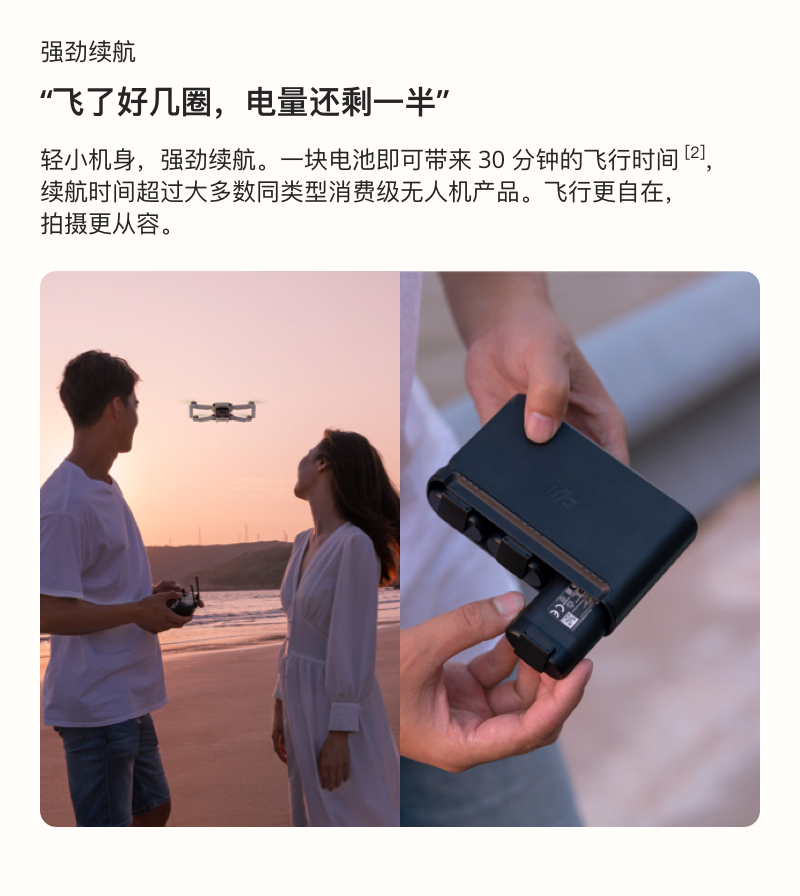 强劲续航
“飞了好几圈，电量还剩一半”
轻小机身，强劲续航。一块电池即可带来 30 分钟的飞行时间 [2]，
续航时间超过大多数同类型消费级无人机产品。飞行更自在，
拍摄更从容。
dji
CE